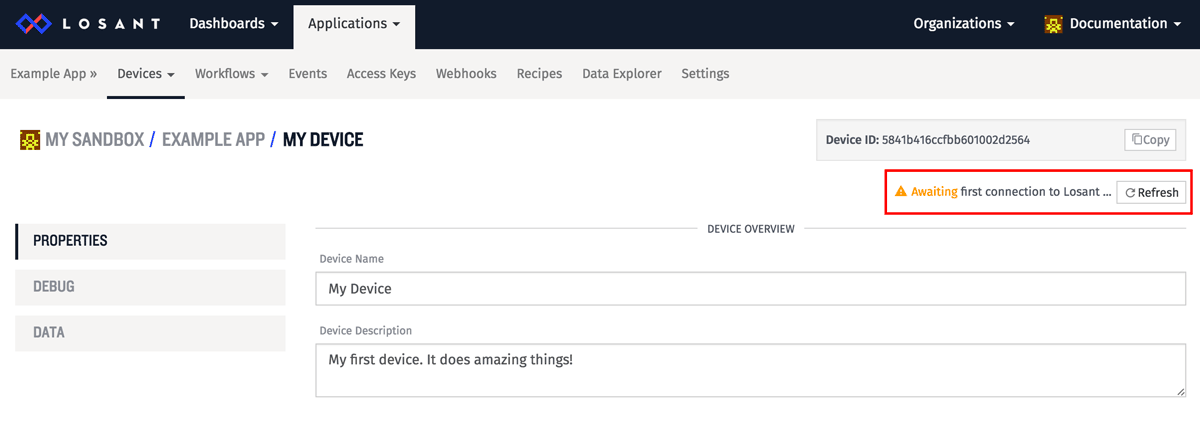 LOSANT Dashboards Applications Organizations Documentation
Example App » Devices Workflows Events Access Keys Webhooks Recipes Data Explorer Settings
MY SANDBOX / EXAMPLE APP / MY DEVICE
Device ID: 5841b416ccfbb601002d2564 Copy
Awaiting first connection to Losant ... Refresh
PROPERTIES
DEBUG
DATA
DEVICE OVERVIEW
Device Name
My Device
Device Description
My first device. It does amazing things!